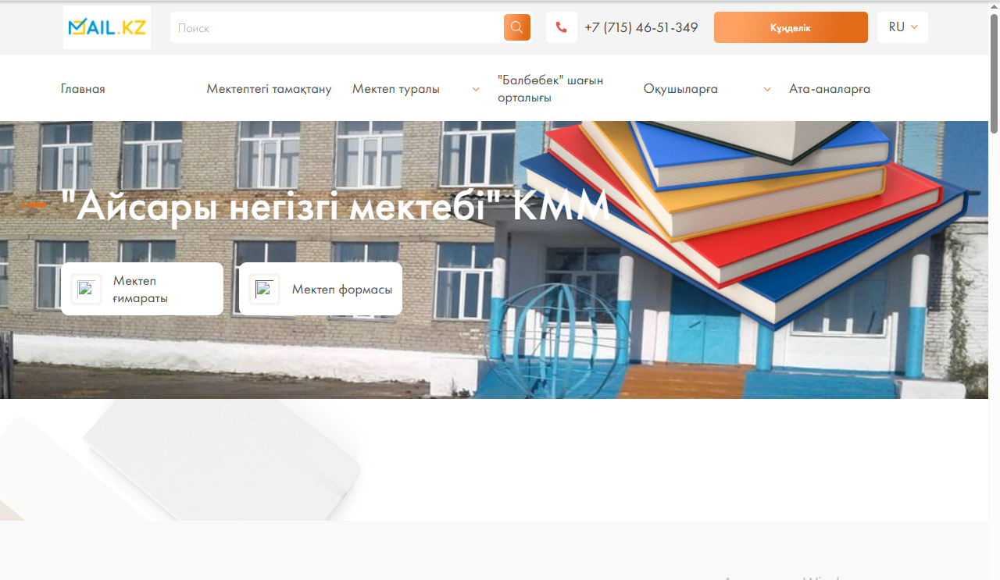 MAIL.KZ
Поиск
+7 (715) 46-51-349
Күнделік
RU
Главная
Мектептегі тамақтану
Мектеп туралы
"Балбөбек" шағын
орталығы
Оқушыларға
Ата-аналарға
"Айсары негізгі мектебі" КММ
Мектеп
ғимараты
Мектеп формасы